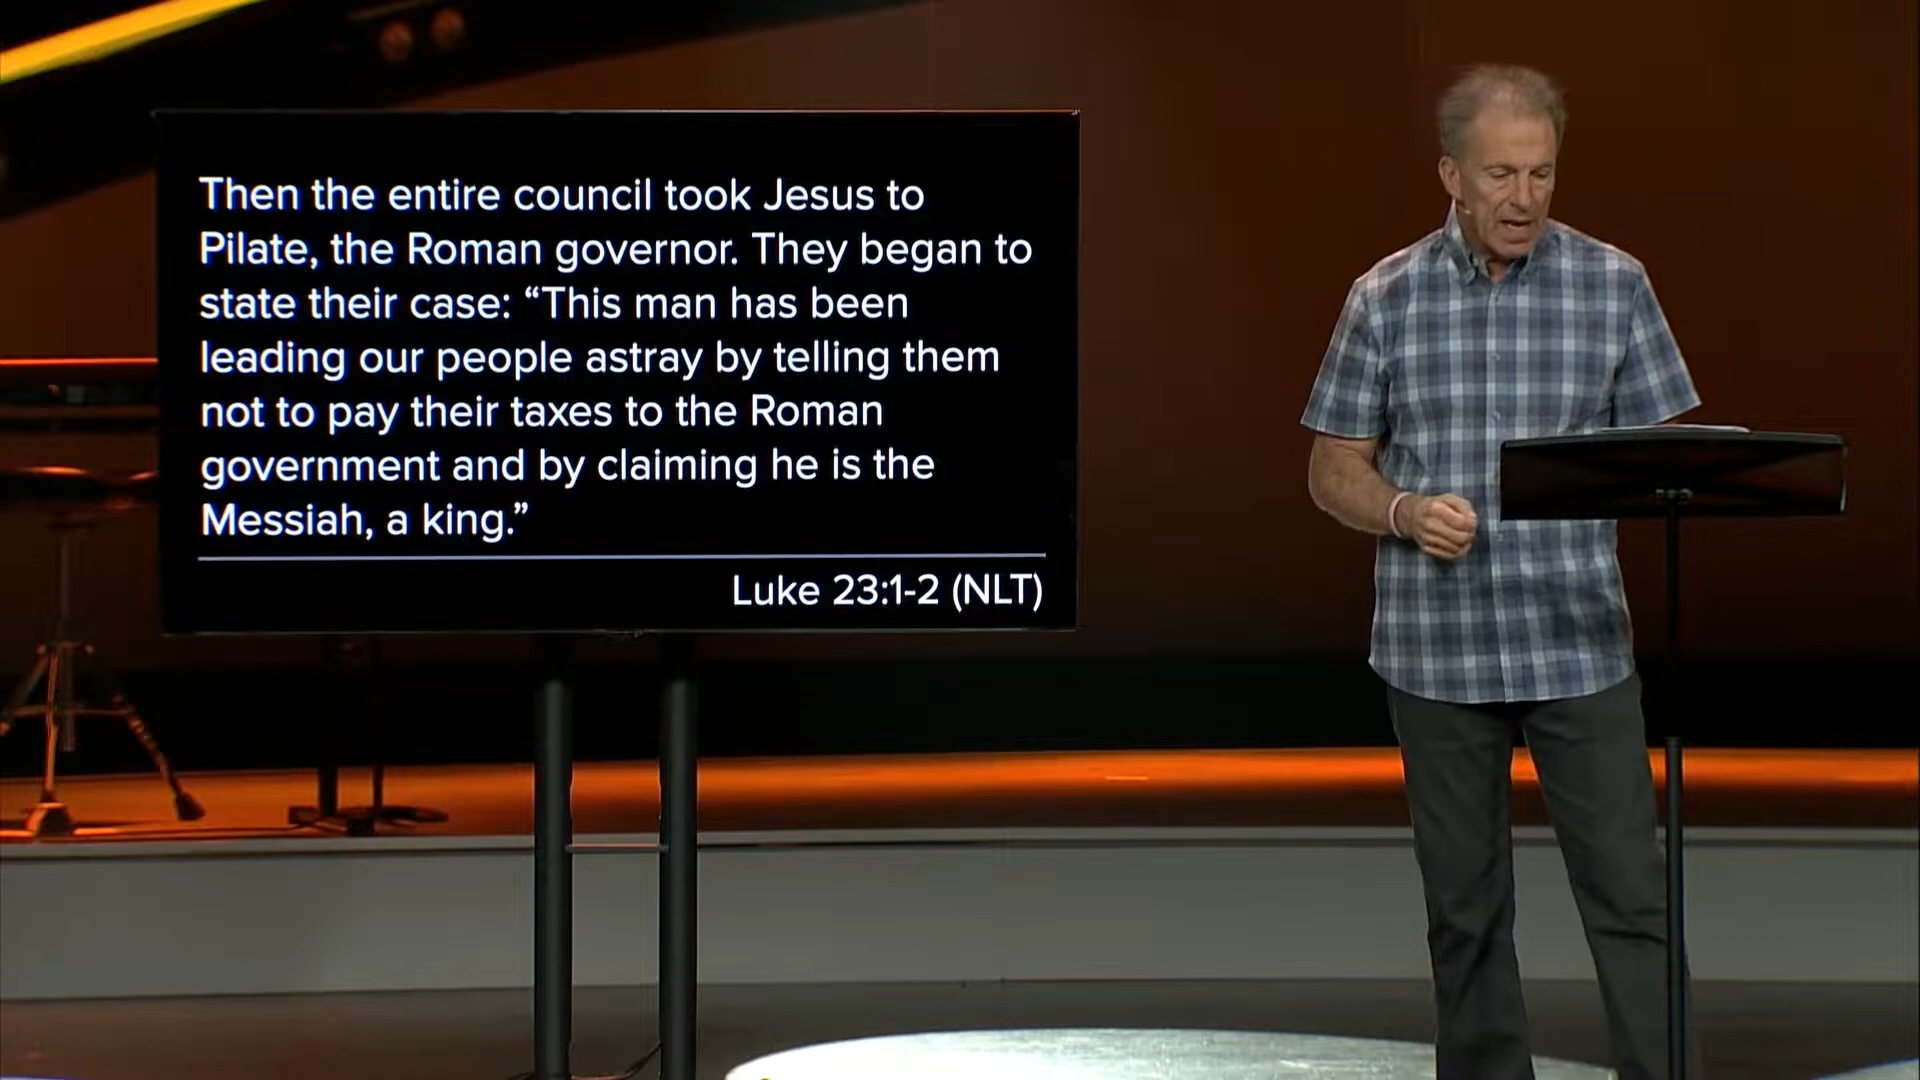 Then the entire council took Jesus to
Pilate, the Roman governor. They began to
state their case: “This man has been
leading our people astray by telling them
not to pay their taxes to the Roman
government and by claiming he is the
Messiah, a king.”
Luke 23:1-2 (NLT)